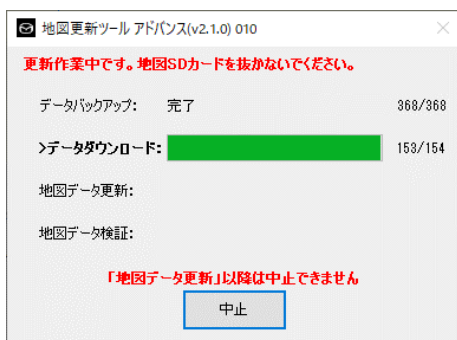 地図更新ツール アドバンス(v2.1.0) 010
更新作業中です。地図SDカードを抜かないでください。
データバックアップ: 完了 368/368
>データダウンロード: 153/154
地図データ更新:
地図データ検証:
「地図データ更新」以降は中止できません
中止